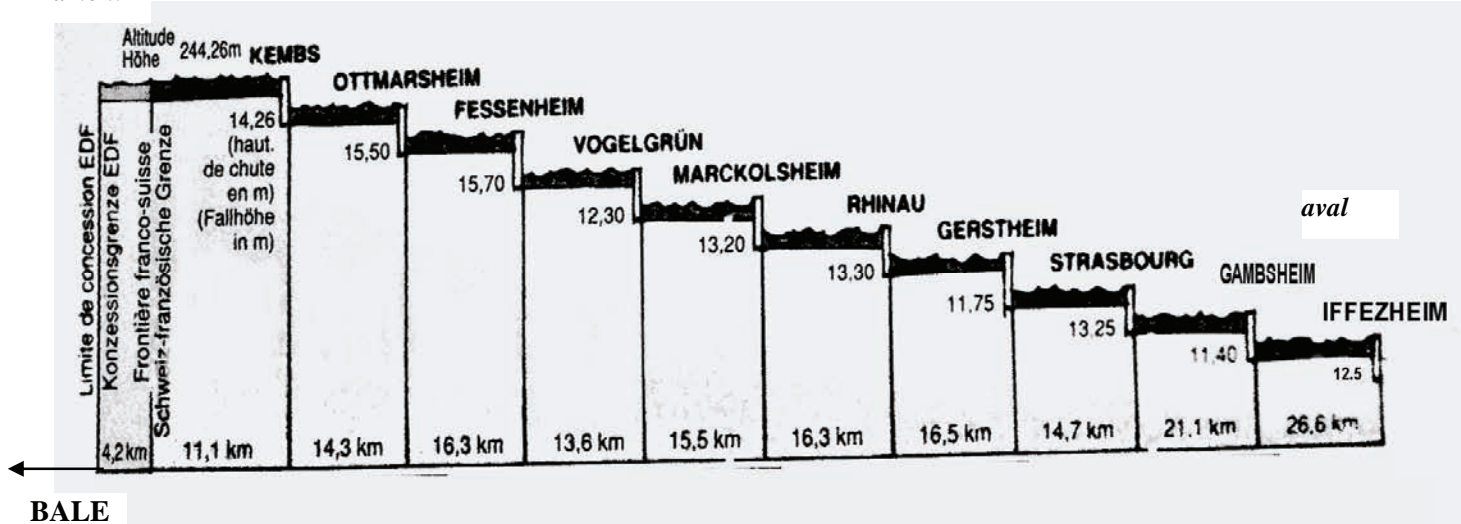 Altitude
Höhe
244,26m
KEMBS
OTTMARSHEIM
FESSENHEIM
VOGELGRÜN
MARCKOLSHEIM
RHINAU
GERSTHEIM
STRASBOURG
GAMBSHEIM
IFFEZHEIM
aval
14,26
(haut.
de chute
en m)
(Fallhöhe
in m)
15,50
15,70
12,30
13,20
13,30
11,75
13,25
11,40
12.5
Limite de concession EDF
Konzessionsgrenze EDF
Frontière franco-suisse
Schweiz-französische Grenze
4,2 km
11,1 km
14,3 km
16,3 km
13,6 km
15,5 km
16,3 km
16,5 km
14,7 km
21,1 km
26,6 km
BALE